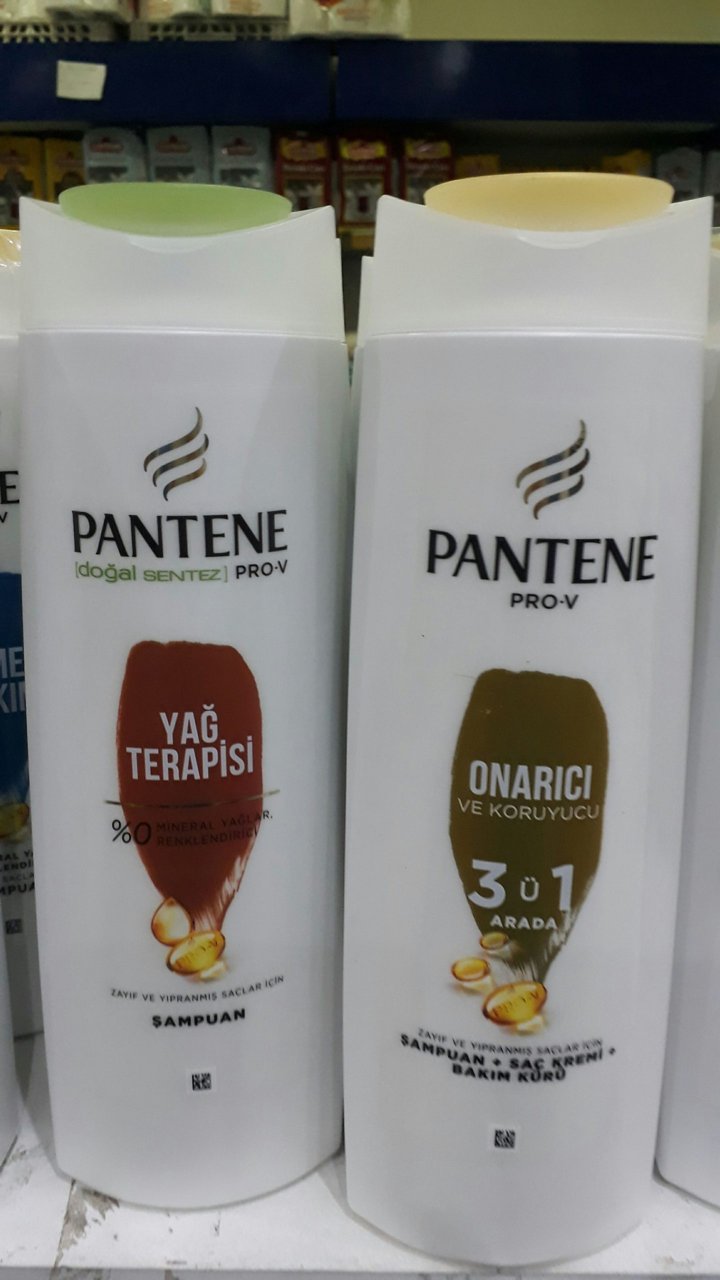 PANTENE
[doğal SENTEZ] PRO-V
YAĞ
TERAPİSİ
%0 MİNERAL YAĞLAR,
RENKLENDİRİCİ
PRO-V
ZAYIF VE YIPRANMIŞ SAÇLAR İÇİN
ŞAMPUAN
PANTENE
PRO-V
ONARICI
VE KORUYUCU
3 Ü 1
ARADA
PRO-V
ZAYIF VE YIPRANMIŞ SAÇLAR İÇİN
ŞAMPUAN + SAÇ KREMİ +
BAKIM KÜRÜ